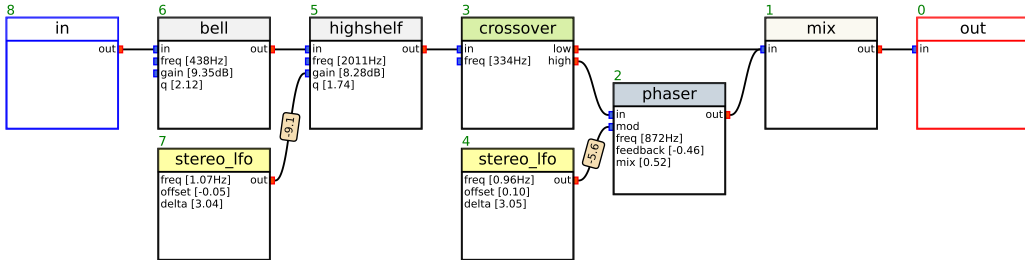 8
in
out
6
bell
in out
freq [438Hz]
gain [9.35dB]
q [2.12]
5
highshelf
in out
freq [2011Hz]
gain [8.28dB]
q [1.74]
3
crossover
in low
freq [334Hz] high
2
phaser
in out
mod
freq [872Hz]
feedback [-0.46]
mix [0.52]
1
mix
in out
0
out
in
7
stereo_lfo
freq [1.07Hz] out
offset [-0.05]
delta [3.04]
-9.1
4
stereo_lfo
freq [0.96Hz] out
offset [0.10]
delta [3.05]
-5.6